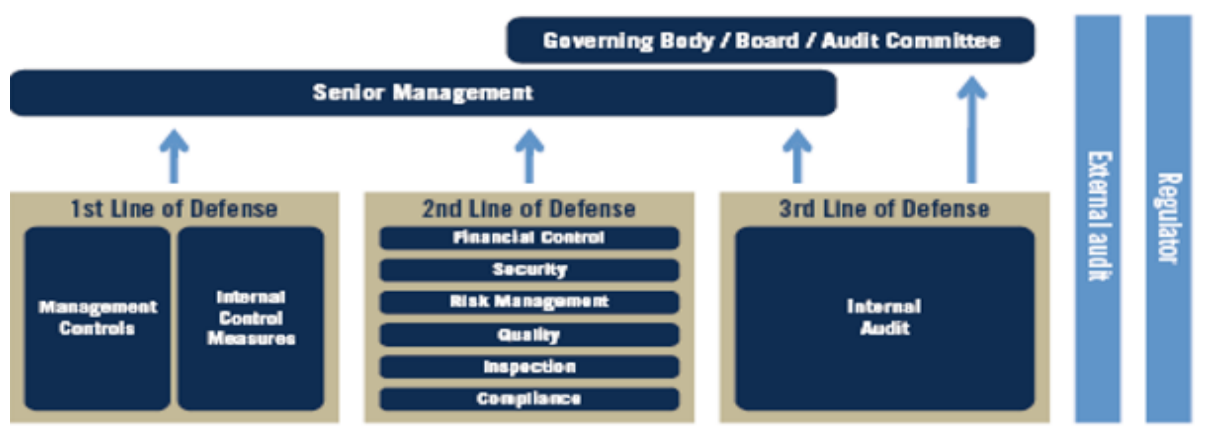 Governing Body / Board / Audit Committee
Senior Management
1st Line of Defense
Management
Controls
Internal
Control
Measures
2nd Line of Defense
Financial Control
Security
Risk Management
Quality
Inspection
Compliance
3rd Line of Defense
Internal
Audit
External audit
Regulator